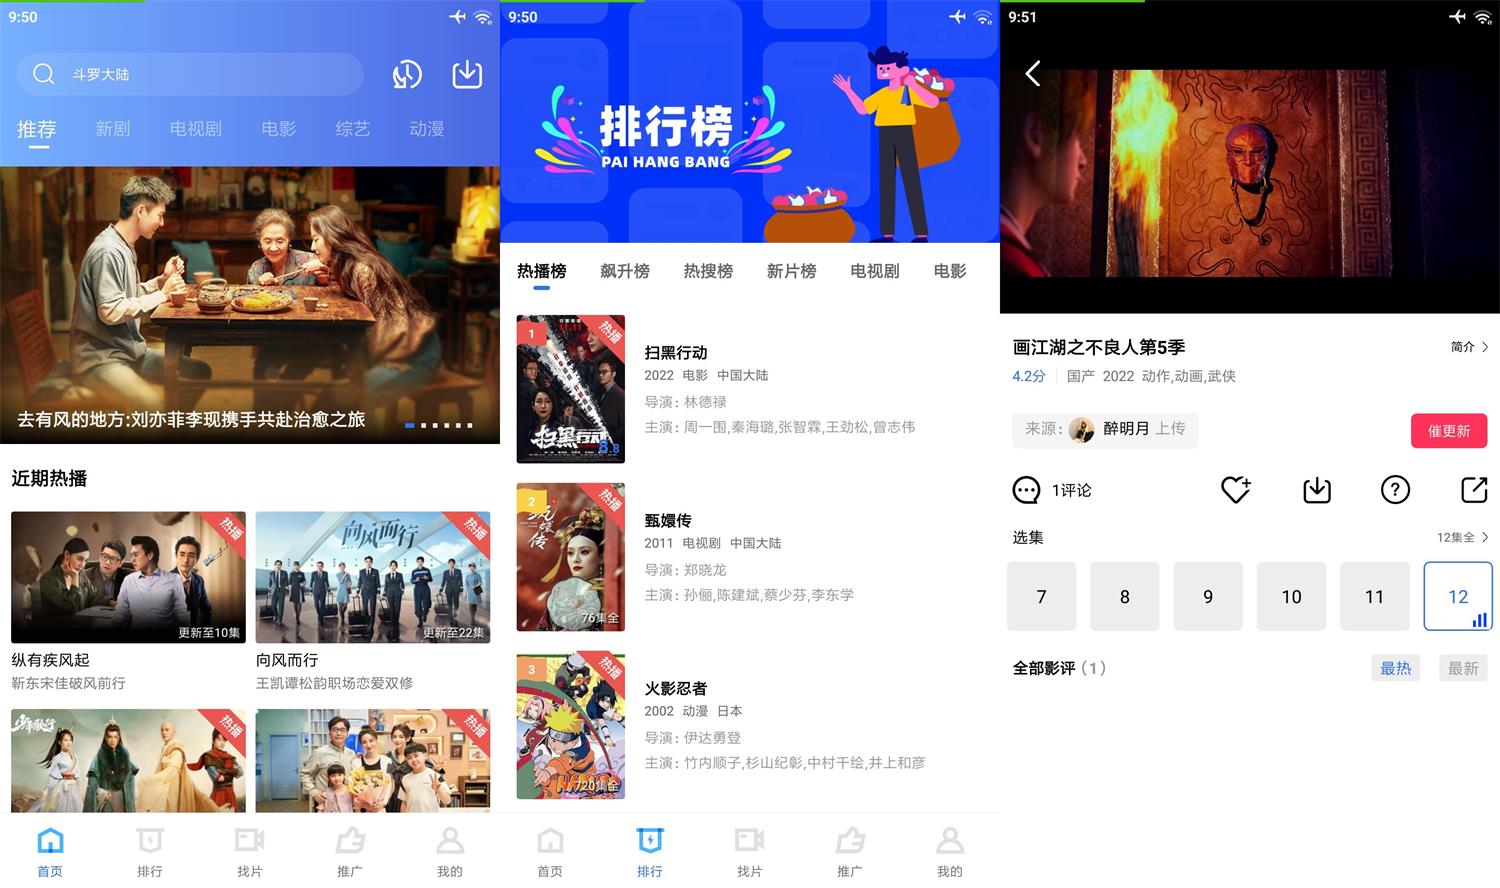 9:50
斗罗大陆
推荐
新剧
电视剧
电影
综艺
动漫
去有风的地方:刘亦菲李现携手共赴治愈之旅
近期热播
热播
更新至10集
纵有疾风起
靳东宋佳破风前行
向风而行
热播
更新至22集
向风而行
王凯谭松韵职场恋爱双修
少年歌行
热播
热播
首页
排行
找片
推广
我的
9:50
排行榜
PAI HANG BANG
热播榜
飙升榜
热搜榜
新片榜
电视剧
电影
1
热播
扫黑行动
8.8
扫黑行动
2022 电影 中国大陆
导演: 林德禄
主演: 周一围,秦海璐,张智霖,王劲松,曾志伟
2
热播
甄嬛传
76集全
甄嬛传
2011 电视剧 中国大陆
导演: 郑晓龙
主演: 孙俪,陈建斌,蔡少芬,李东学
3
热播
720集全
火影忍者
2002 动漫 日本
导演: 伊达勇登
主演: 竹内顺子,杉山纪彰,中村千绘,井上和彦
首页
排行
找片
推广
我的
9:51
画江湖之不良人第5季
简介
4.2分
国产 2022 动作,动画,武侠
来源: 醉明月 上传
催更新
1评论
选集
12集全
7
8
9
10
11
12
全部影评（1）
最热
最新